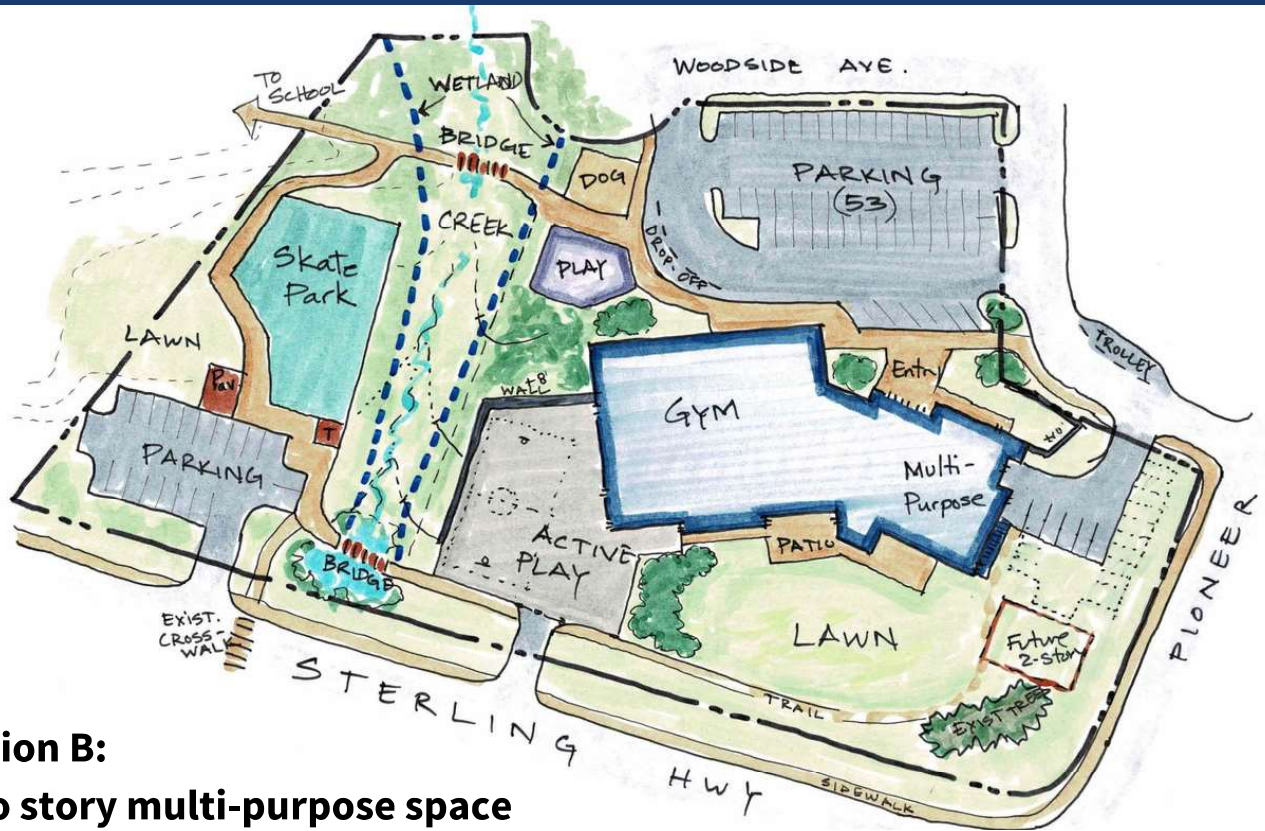 WOODSIDE AVE.
TO
SCHOOL
WETLAND
BRIDGE
DOG
PARKING
(53)
CREEK
DROP-OFF
PLAY
Skate
Park
LAWN
TROLLEY
Pav
WALL 8'
GYM
Entry
T
PARKING
Multi-
Purpose
ACTIVE
PLAY
PATIO
BRIDGE
PIONEER
EXIST.
CROSS-
WALK
LAWN
Future
2-Story
TRAIL
EXIST TREE
STERLING HWY
SIDEWALK
ion B:
story multi-purpose space